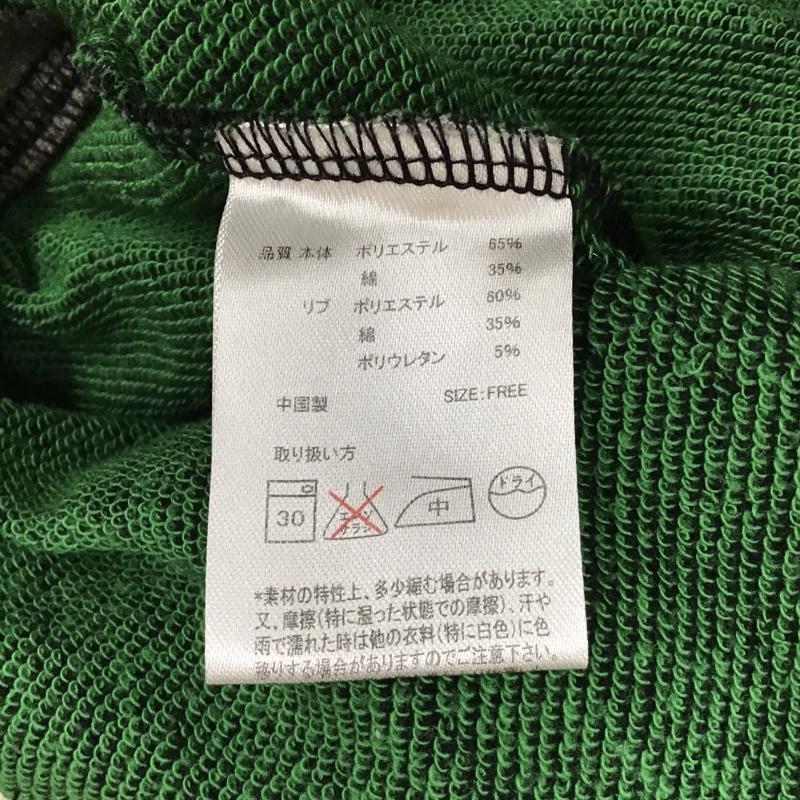 品質 本体 ポリエステル 65%
綿 35%
リブ ポリエステル 60%
綿 35%
ポリウレタン 5%
中国製 SIZE:FREE
取り扱い方
30 エンソ サラシ 中 ドライ
*素材の特性上、多少縮む場合があります。
又、摩擦(特に湿った状態での摩擦)、汗や
雨で濡れた時は他の衣料(特に白色)に色
移りする場合がありますのでご注意下さい。